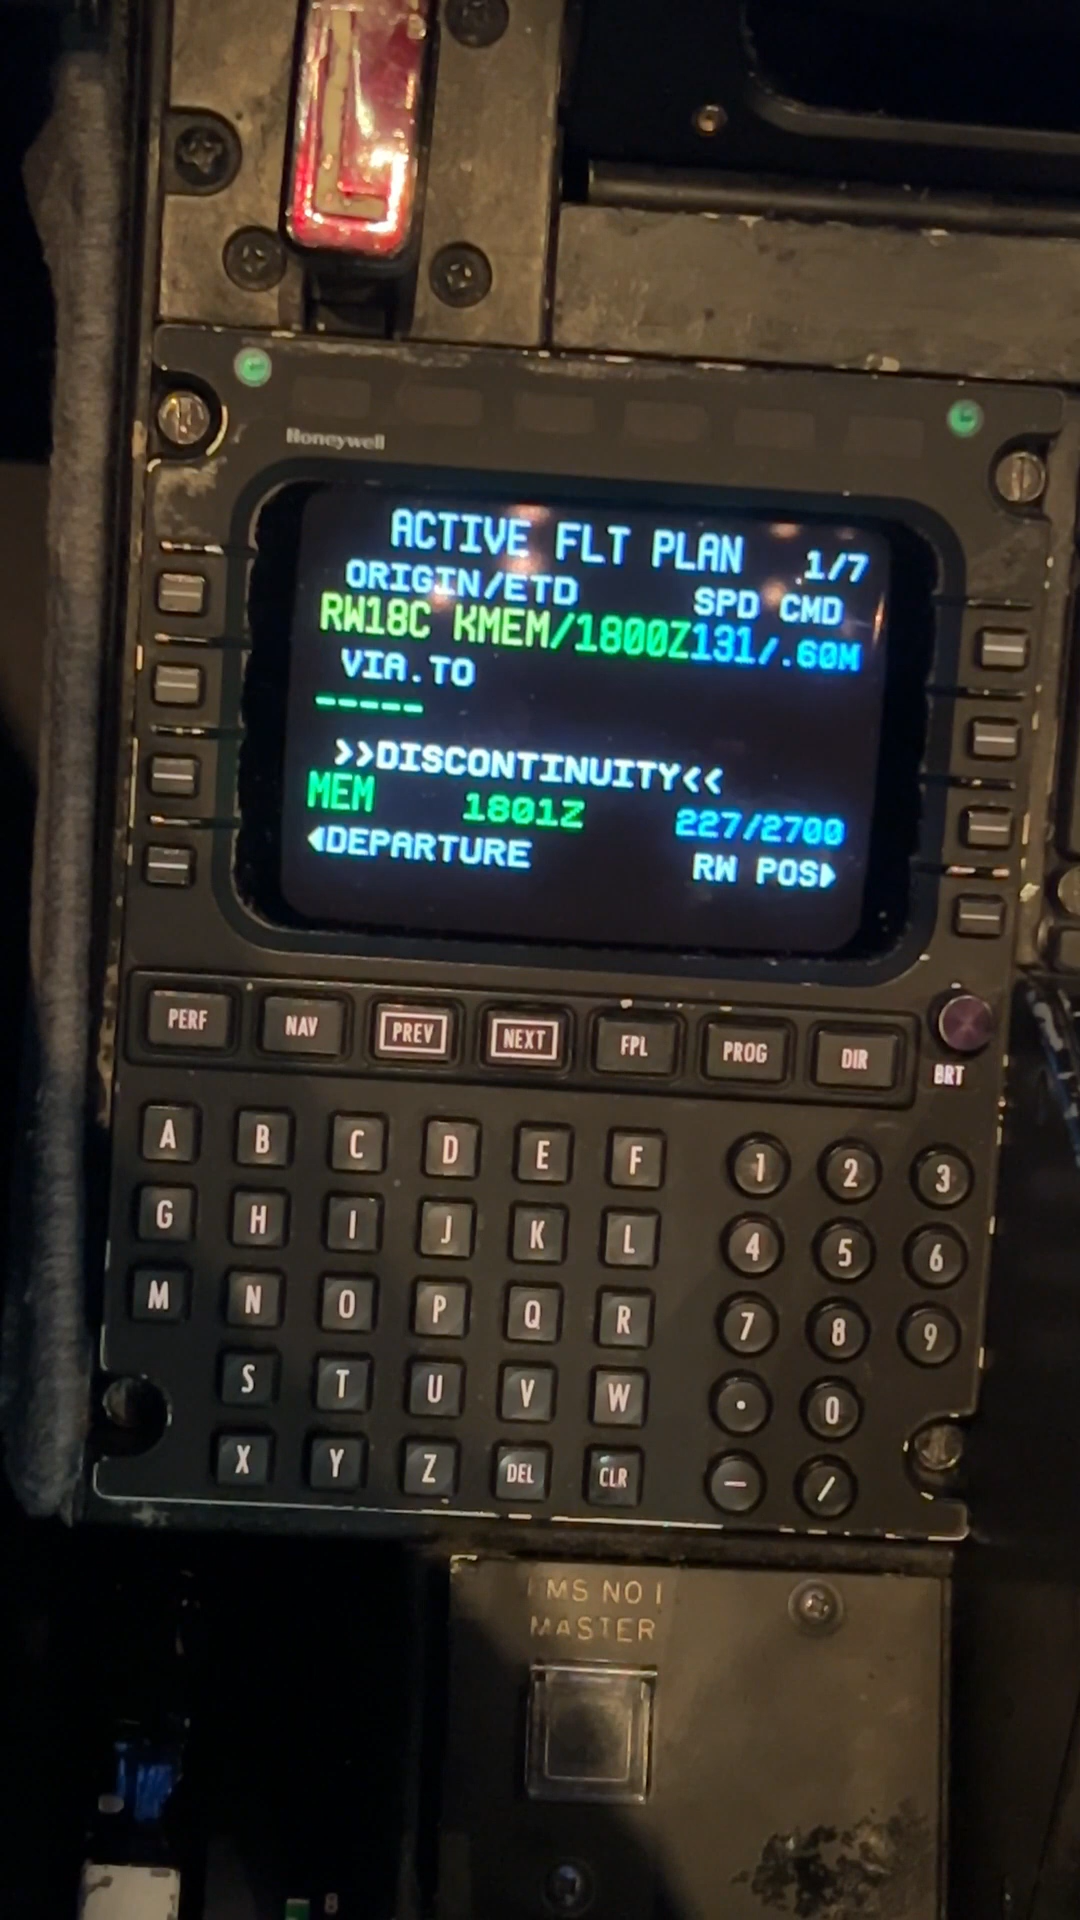 Honeywell
ACTIVE FLT PLAN 1/7
ORIGIN/ETD SPD CMD
RW18C KMEM/1800Z131/.60M
VIA.TO
-----
>>DISCONTINUITY<<
MEM 1801Z 227/2700
◀DEPARTURE RW POS▶
PERF NAV PREV NEXT FPL PROG DIR
BRT
A B C D E F 1 2 3
G H I J K L 4 5 6
M N O P Q R 7 8 9
S T U V W . 0
X Y Z DEL CLR - /
MS NO 1
MASTER
8